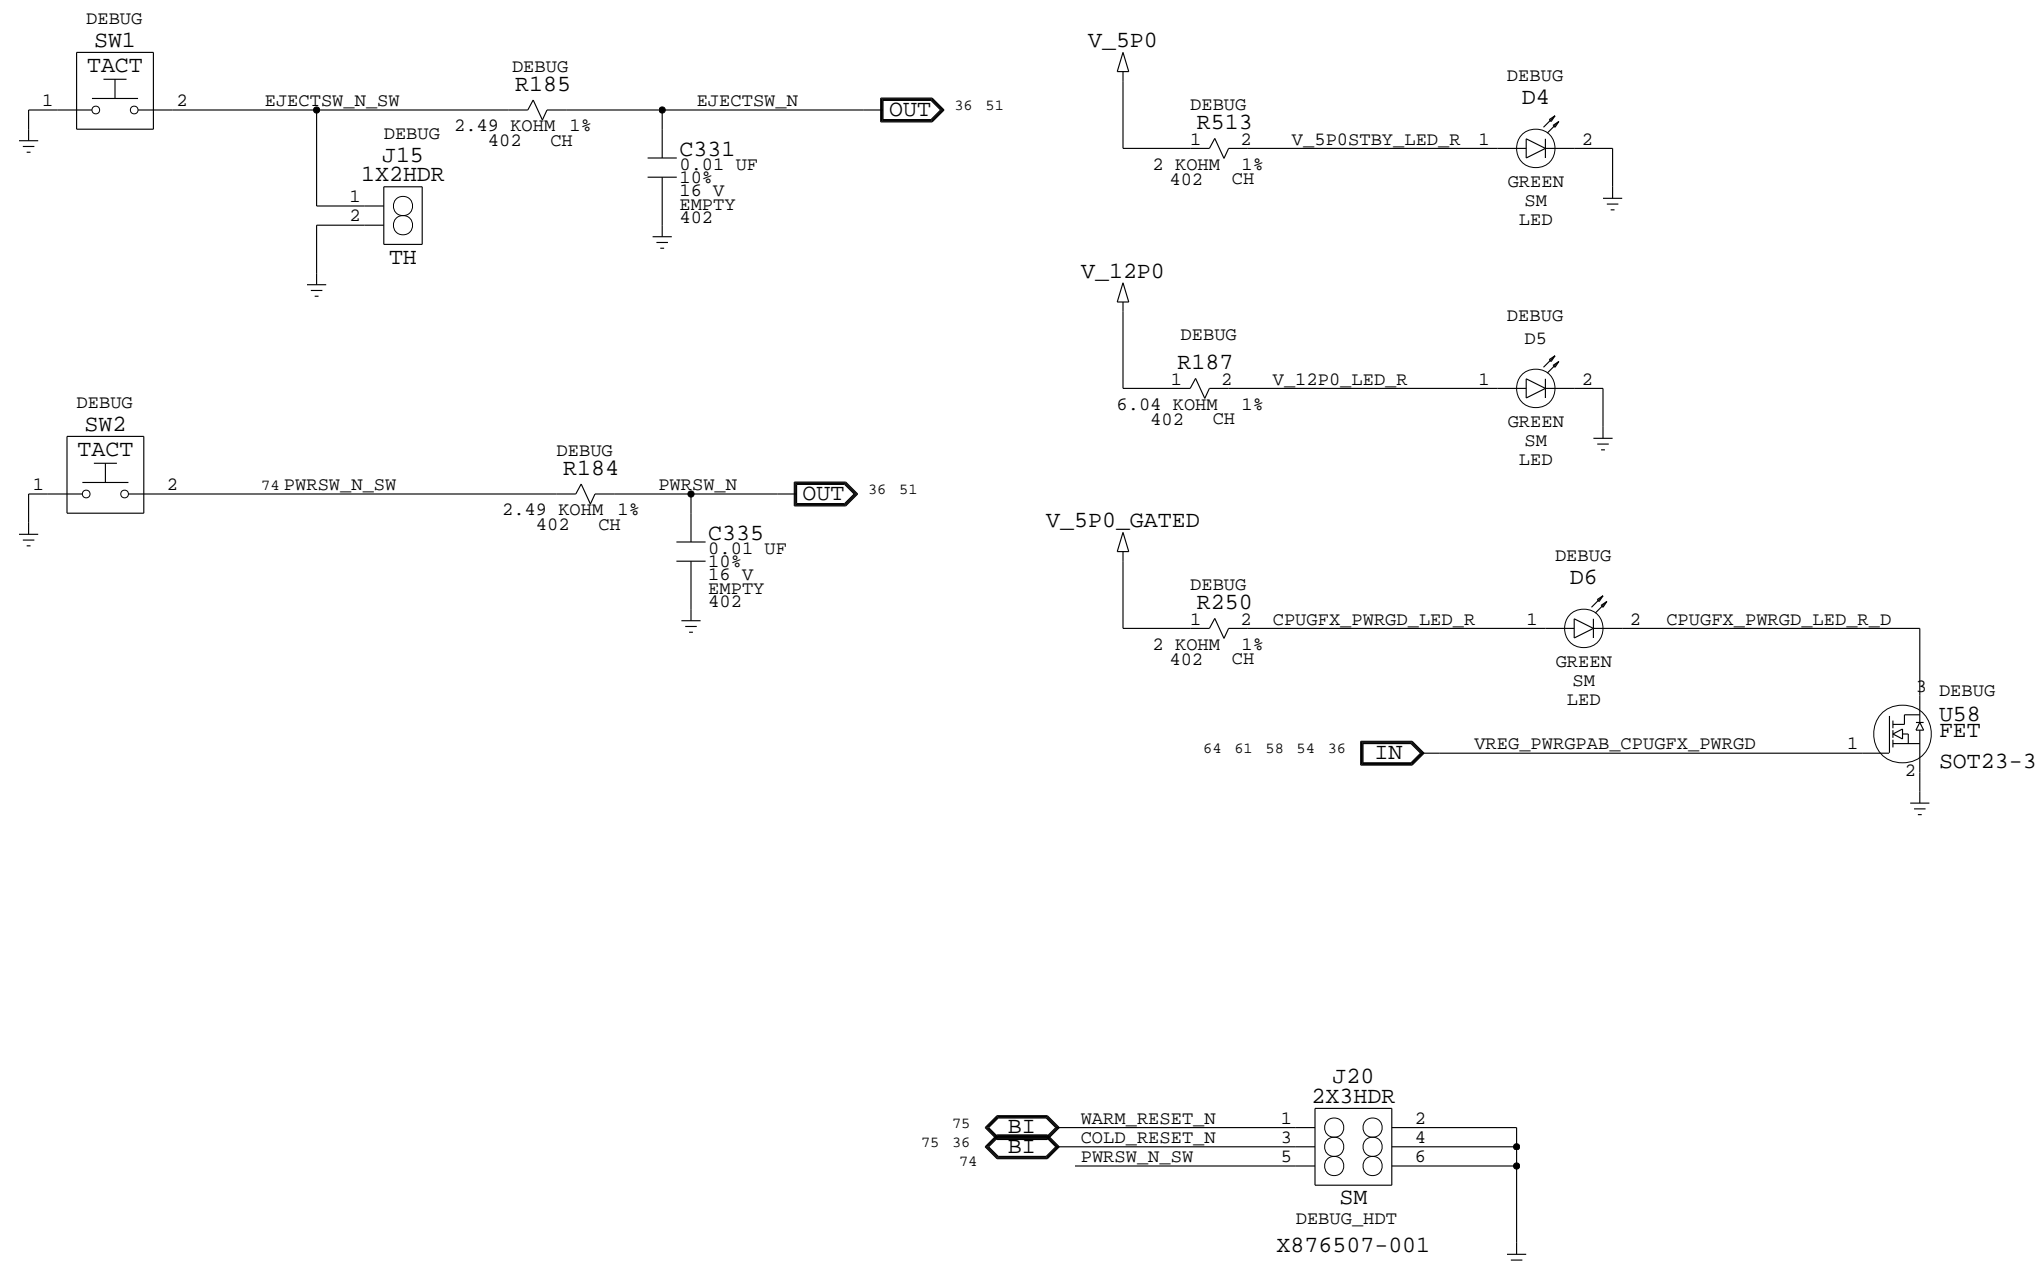 DEBUG
SW1
TACT
1
2
EJECTSW_N_SW
DEBUG
R185
2.49 KOHM 1%
402 CH
EJECTSW_N
OUT
36 51
DEBUG
J15
1X2HDR
1
2
TH
C331
0.01 UF
10%
16 V
EMPTY
402
DEBUG
SW2
TACT
1
2
74 PWRSW_N_SW
DEBUG
R184
2.49 KOHM 1%
402 CH
PWRSW_N
OUT
36 51
C335
0.01 UF
10%
16 V
EMPTY
402
V_5P0
DEBUG
R513
1 2
2 KOHM 1%
402 CH
V_5P0STBY_LED_R
DEBUG
D4
1
2
GREEN
SM
LED
V_12P0
DEBUG
R187
1 2
6.04 KOHM 1%
402 CH
V_12P0_LED_R
DEBUG
D5
1
2
GREEN
SM
LED
V_5P0_GATED
DEBUG
R250
1 2
2 KOHM 1%
402 CH
CPUGFX_PWRGD_LED_R
DEBUG
D6
1
2
GREEN
SM
LED
CPUGFX_PWRGD_LED_R_D
3
DEBUG
U58
FET
SOT23-3
64 61 58 54 36
IN
VREG_PWRGPAB_CPUGFX_PWRGD
1
2
J20
2X3HDR
75 BI WARM_RESET_N 1 2
75 36 BI COLD_RESET_N 3 4
74 PWRSW_N_SW 5 6
SM
DEBUG_HDT
X876507-001